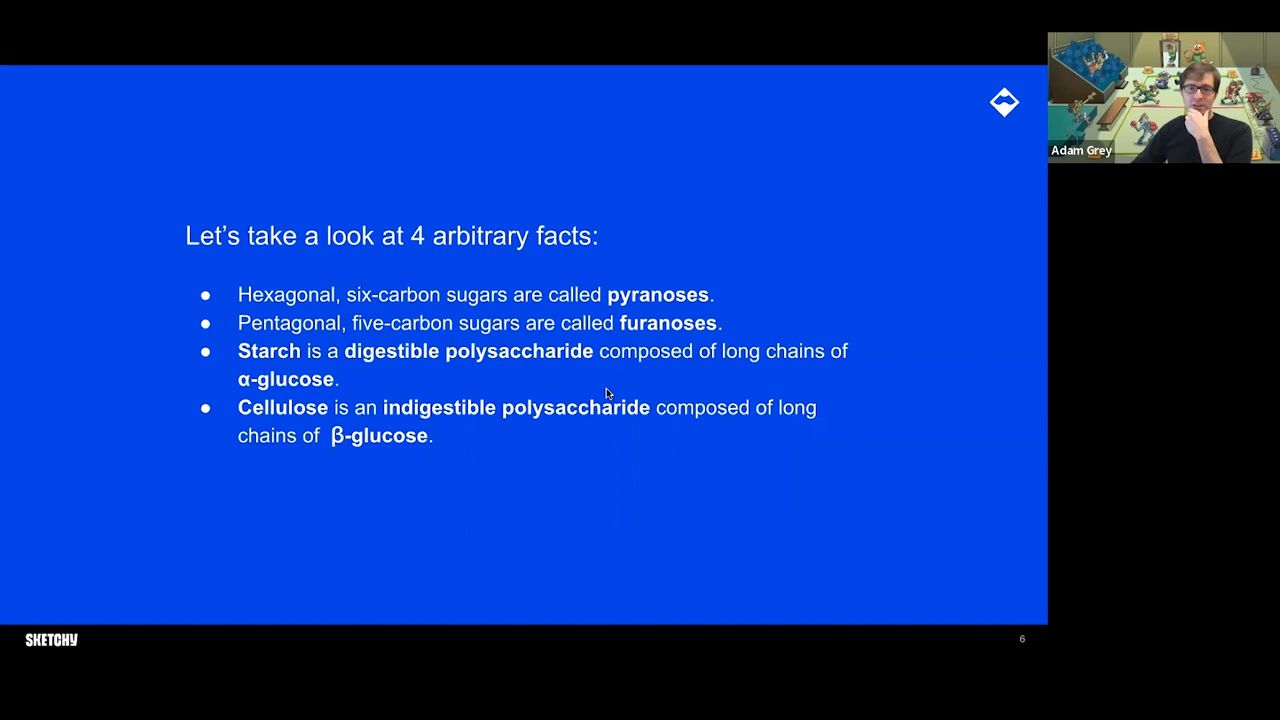 Let's take a look at 4 arbitrary facts:
● Hexagonal, six-carbon sugars are called pyranoses.
● Pentagonal, five-carbon sugars are called furanoses.
● Starch is a digestible polysaccharide composed of long chains of
α-glucose.
● Cellulose is an indigestible polysaccharide composed of long
chains of β-glucose.
Adam Grey
SKETCHY
6